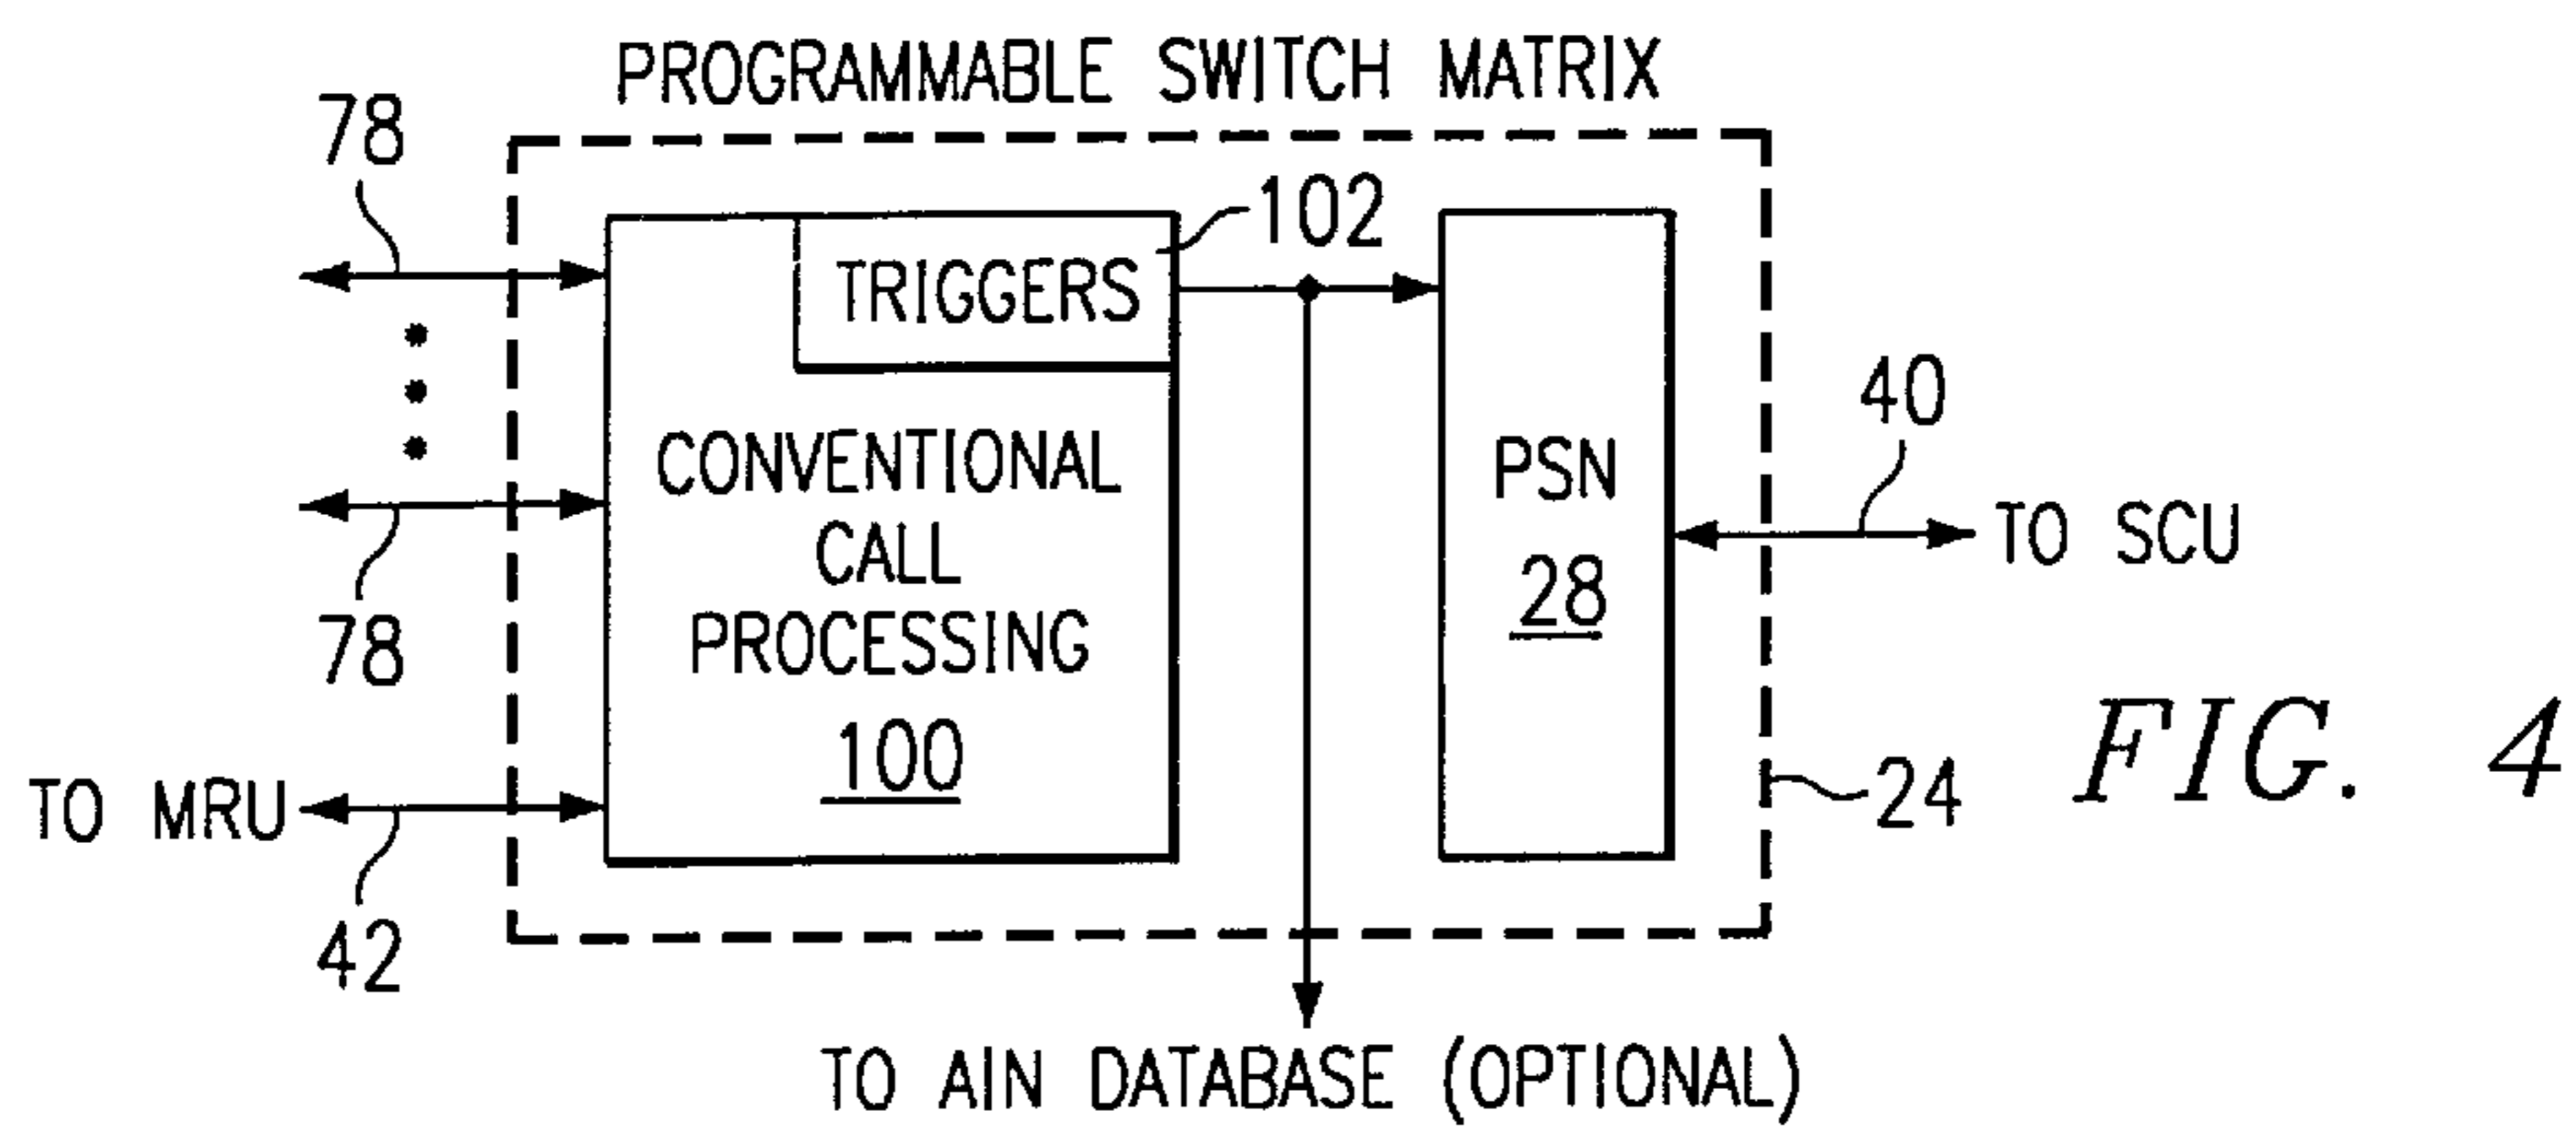 PROGRAMMABLE SWITCH MATRIX
78
102
TRIGGERS
CONVENTIONAL
CALL
PROCESSING
100
PSN
28
40
TO SCU
78
TO MRU
42
24
FIG. 4
TO AIN DATABASE (OPTIONAL)